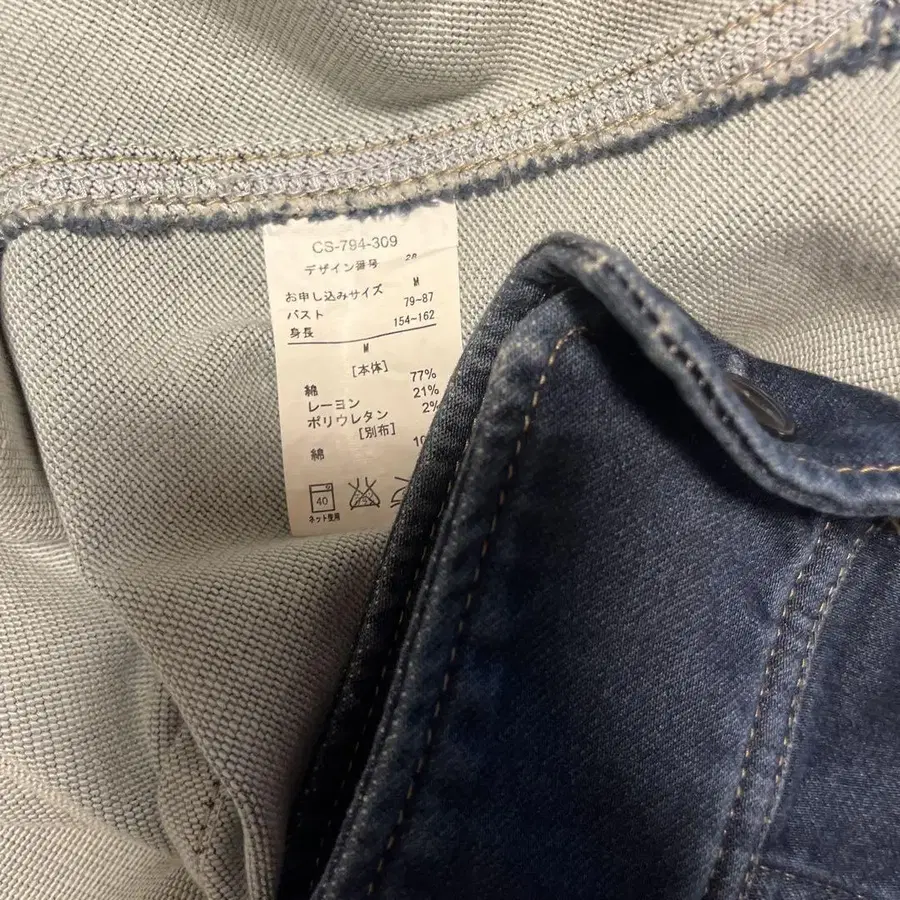 CS-794-309
デザイン番号 20
お申し込みサイズ M
バスト 79~87
身長 154~162
M
[本体]
綿 77%
レーヨン 21%
ポリウレタン 2%
[別布]
綿
40
ネット使用